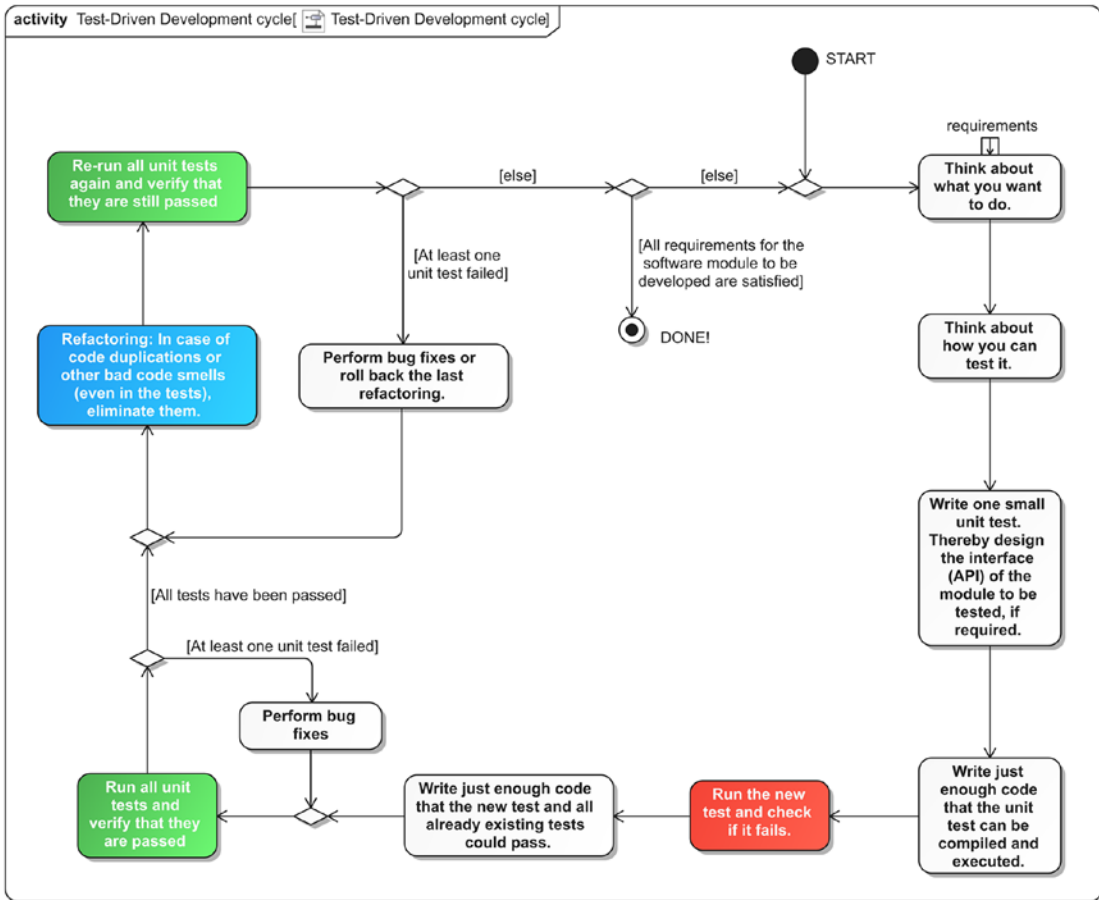 activity Test-Driven Development cycle[ Test-Driven Development cycle]
START
requirements
Think about
what you want
to do.
Think about
how you can
test it.
Write one small
unit test.
Thereby design
the interface
(API) of the
module to be
tested, if
required.
Write just
enough code
that the unit
test can be
compiled and
executed.
Run the new
test and check
if it fails.
Write just enough code
that the new test and all
already existing tests
could pass.
Run all unit
tests and
verify that they
are passed
[At least one unit test failed]
Perform bug
fixes
[All tests have been passed]
Refactoring: In case of
code duplications or
other bad code smells
(even in the tests),
eliminate them.
Re-run all unit tests
again and verify that
they are still passed
[At least one
unit test failed]
Perform bug fixes or
roll back the last
refactoring.
[else]
[All requirements for the
software module to be
developed are satisfied]
DONE!
[else]